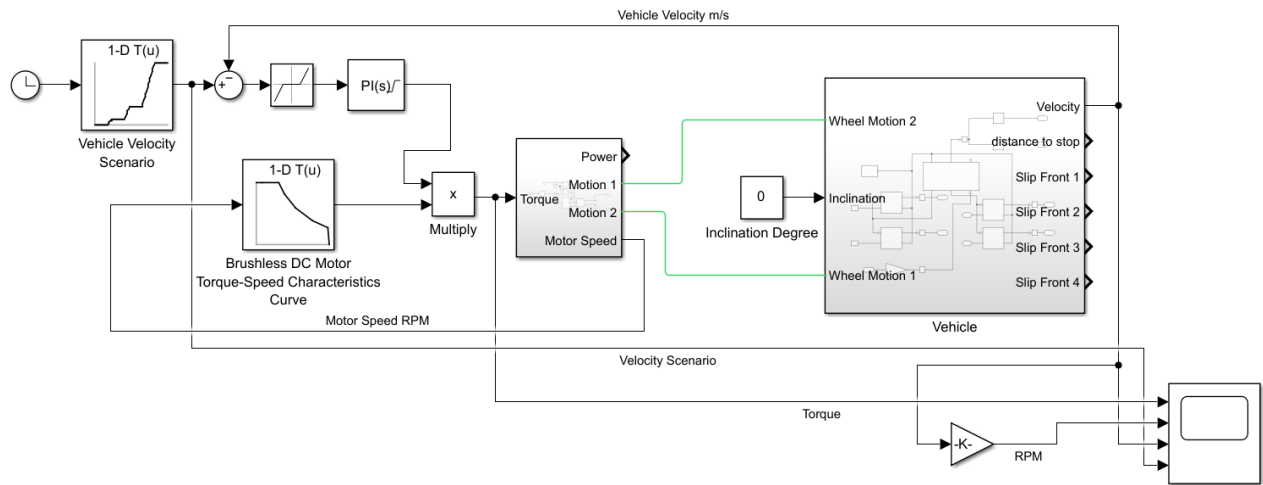 Vehicle Velocity m/s
1-D T(u)
Vehicle Velocity
Scenario
+
−
PI(s)
1-D T(u)
Brushless DC Motor
Torque-Speed Characteristics
Curve
x
Multiply
Power
Motion 1
Torque
Motion 2
Motor Speed
Motor Speed RPM
0
Inclination Degree
Velocity
Wheel Motion 2
distance to stop
Slip Front 1
Inclination
Slip Front 2
Slip Front 3
Wheel Motion 1
Slip Front 4
Vehicle
Velocity Scenario
Torque
-K-
RPM